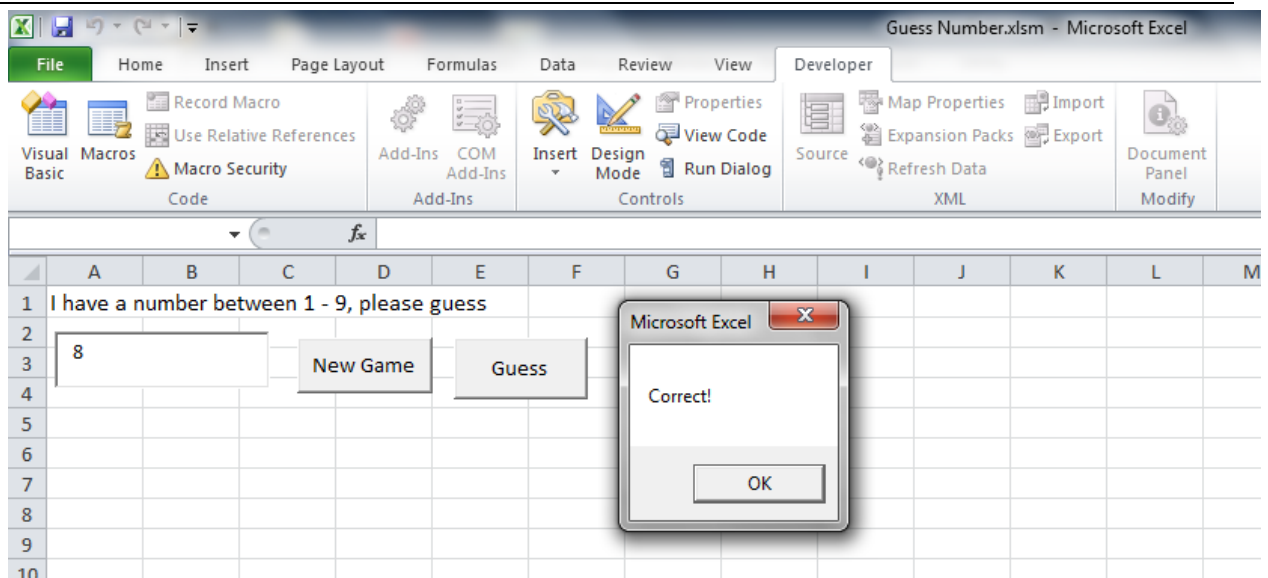 Guess Number.xlsm - Microsoft Excel
File Home Insert Page Layout Formulas Data Review View Developer
Visual Basic
Macros
Record Macro
Use Relative References
Macro Security
Code
Add-Ins
COM Add-Ins
Add-Ins
Insert
Design Mode
Properties
View Code
Run Dialog
Controls
Source
Map Properties
Expansion Packs
Refresh Data
Import
Export
XML
Document Panel
Modify
fx
A B C D E F G H I J K L M
1 I have a number between 1 - 9, please guess
2
3
4
5
6
7
8
9
10
8
New Game
Guess
Microsoft Excel
Correct!
OK